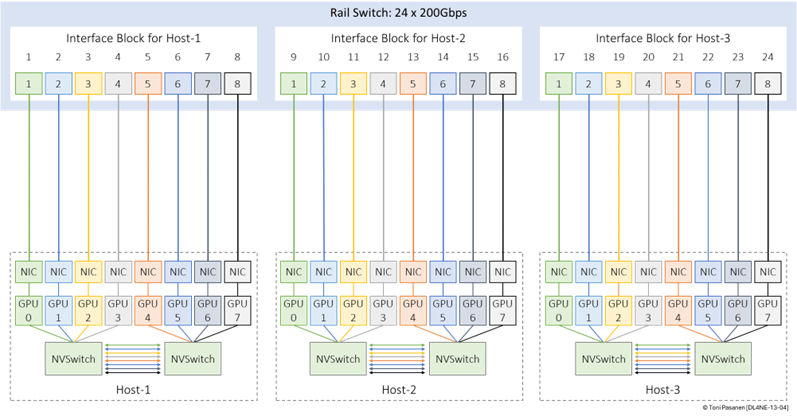 Rail Switch: 24 x 200Gbps
Interface Block for Host-1 Interface Block for Host-2 Interface Block for Host-3
1 2 3 4 5 6 7 8 9 10 11 12 13 14 15 16 17 18 19 20 21 22 23 24
1 2 3 4 5 6 7 8 1 2 3 4 5 6 7 8 1 2 3 4 5 6 7 8
NIC NIC NIC NIC NIC NIC NIC NIC NIC NIC NIC NIC NIC NIC NIC NIC NIC NIC NIC NIC NIC NIC NIC NIC
GPU GPU GPU GPU GPU GPU GPU GPU GPU GPU GPU GPU GPU GPU GPU GPU GPU GPU GPU GPU GPU GPU GPU GPU
0 1 2 3 4 5 6 7 0 1 2 3 4 5 6 7 0 1 2 3 4 5 6 7
NVSwitch NVSwitch NVSwitch NVSwitch NVSwitch NVSwitch
Host-1 Host-2 Host-3
© Toni Pasanen [DL4NE-13-04]